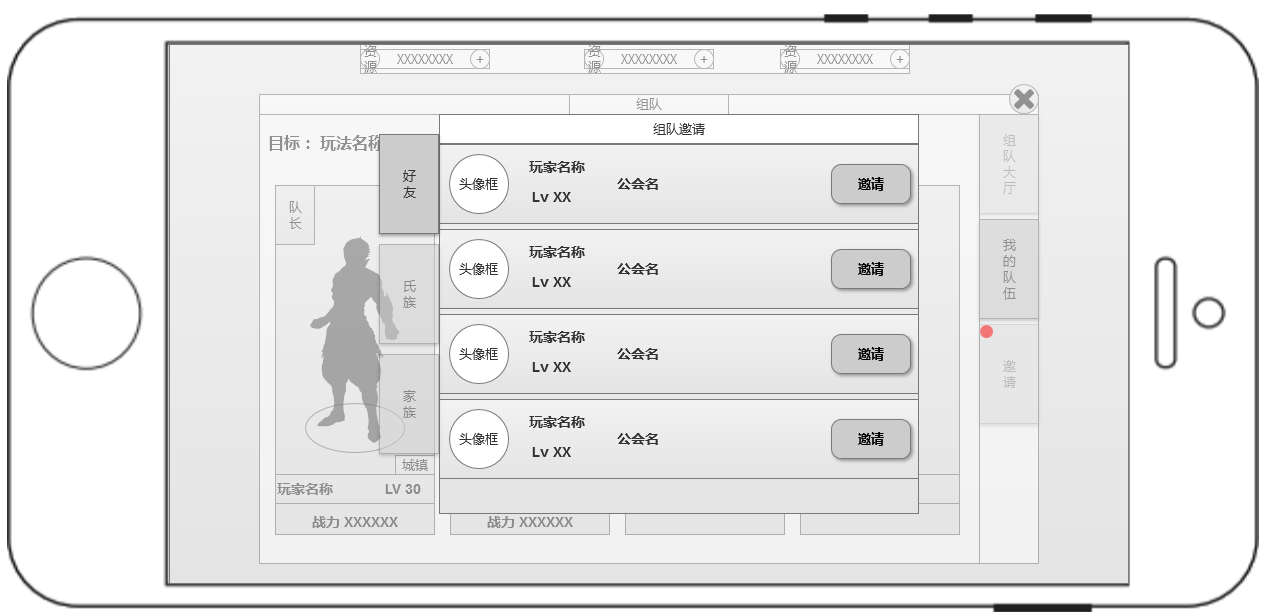 资源 XXXXXXXX + 资源 XXXXXXXX + 资源 XXXXXXXX +
组队
组队邀请
目标： 玩法名称
好友
氏族
家族
队长
城镇
玩家名称 LV 30
战力 XXXXXX
战力 XXXXXX
头像框 玩家名称 Lv XX 公会名 邀请
头像框 玩家名称 Lv XX 公会名 邀请
头像框 玩家名称 Lv XX 公会名 邀请
头像框 玩家名称 Lv XX 公会名 邀请
组队大厅
我的队伍
邀请